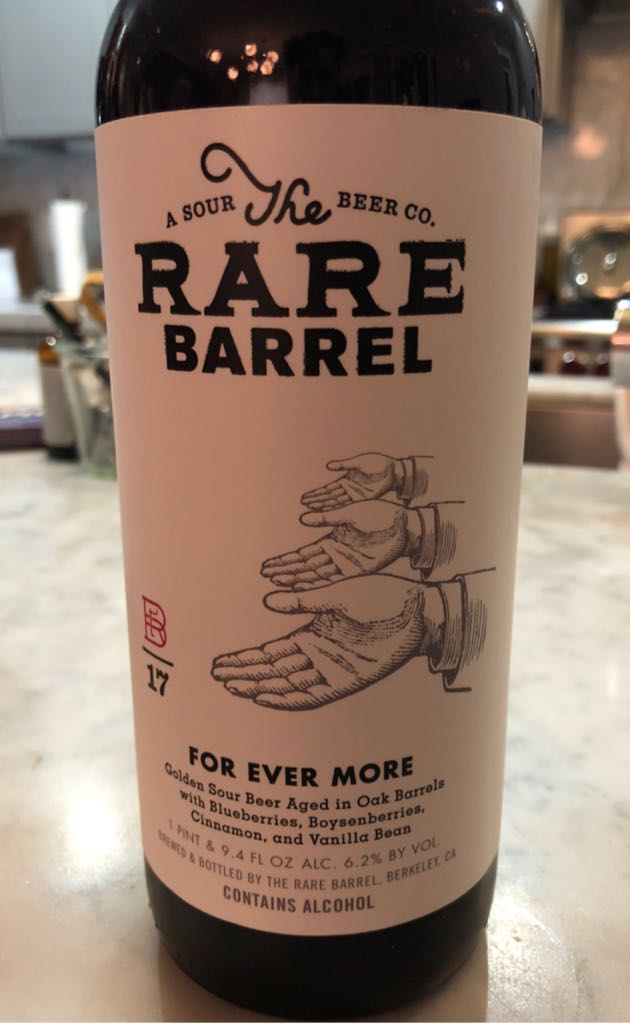 A SOUR The BEER CO.
RARE
BARREL
17
FOR EVER MORE
Golden Sour Beer Aged in Oak Barrels
with Blueberries, Boysenberries,
Cinnamon, and Vanilla Bean
1 PINT & 9.4 FL OZ ALC. 6.2% BY VOL.
BREWED & BOTTLED BY THE RARE BARREL, BERKELEY, CA
CONTAINS ALCOHOL